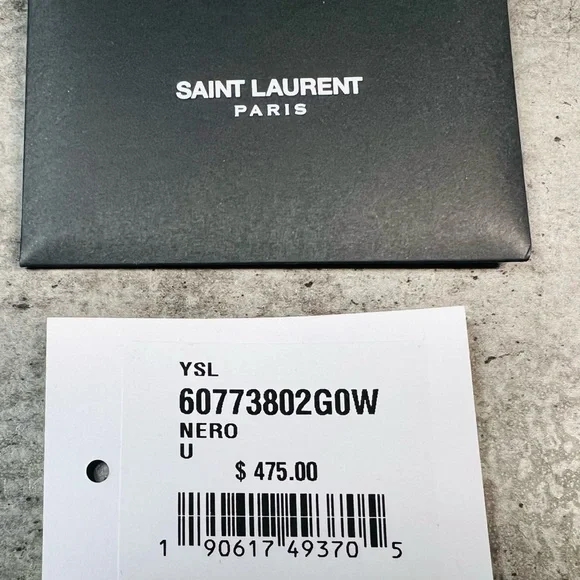 SAINT LAURENT
PARIS
YSL
60773802G0W
NERO
U
$ 475.00
1 90617 49370 5